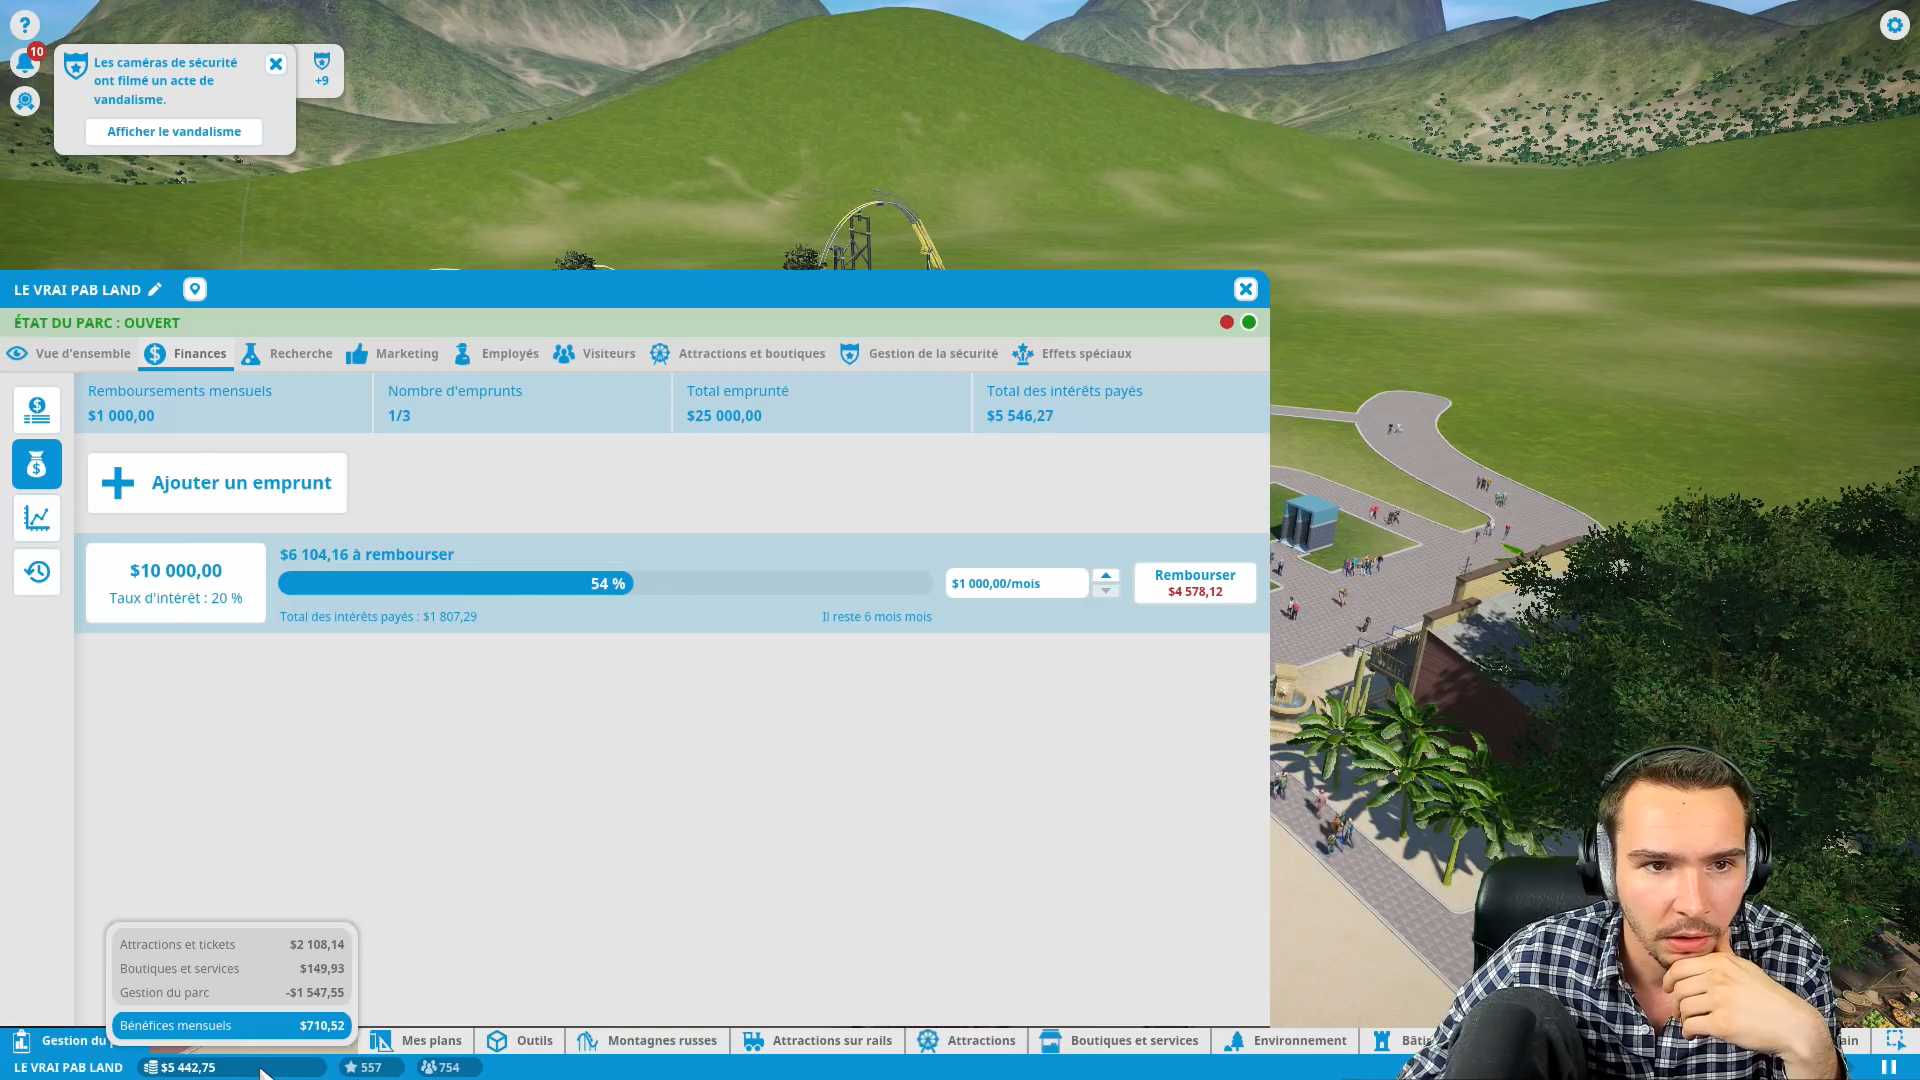 ?
10
Les caméras de sécurité
ont filmé un acte de
vandalisme.
Afficher le vandalisme
+9
LE VRAI PAB LAND
ÉTAT DU PARC : OUVERT
Vue d'ensemble
Finances
Recherche
Marketing
Employés
Visiteurs
Attractions et boutiques
Gestion de la sécurité
Effets spéciaux
Remboursements mensuels
$1 000,00
Nombre d'emprunts
1/3
Total emprunté
$25 000,00
Total des intérêts payés
$5 546,27
Ajouter un emprunt
$10 000,00
Taux d'intérêt : 20 %
$6 104,16 à rembourser
54 %
Total des intérêts payés : $1 807,29
Il reste 6 mois mois
$1 000,00/mois
Rembourser
$4 578,12
Attractions et tickets $2 108,14
Boutiques et services $149,93
Gestion du parc -$1 547,55
Bénéfices mensuels $710,52
Gestion du
Mes plans
Outils
Montagnes russes
Attractions sur rails
Attractions
Boutiques et services
Environnement
LE VRAI PAB LAND
$5 442,75
557
754